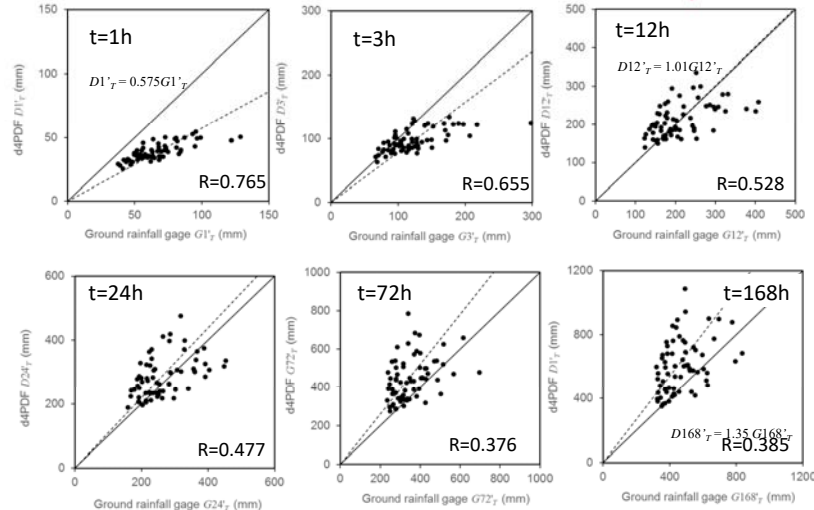 150
100
50
0
d4PDF D1'T (mm)
t=1h
D1'T = 0.575G1'T
R=0.765
0 50 100 150
Ground rainfall gage G1'T (mm)
300
200
100
0
d4PDF D3'T (mm)
t=3h
R=0.655
0 100 200 300
Ground rainfall gage G3'T (mm)
500
400
300
200
100
0
d4PDF D12'T (mm)
t=12h
D12'T = 1.01G12'T
R=0.528
0 100 200 300 400 500
Ground rainfall gage G12'T (mm)
600
400
200
0
d4PDF D24'T (mm)
t=24h
R=0.477
0 200 400 600
Ground rainfall gage G24'T (mm)
1000
800
600
400
200
0
d4PDF G72'T (mm)
t=72h
R=0.376
0 200 400 600 800 1000
Ground rainfall gage G72'T (mm)
1200
800
400
0
d4PDF D1'T (mm)
t=168h
D168'T = 1.35 G168'T
R=0.385
0 400 800 1200
Ground rainfall gage G168'T (mm)